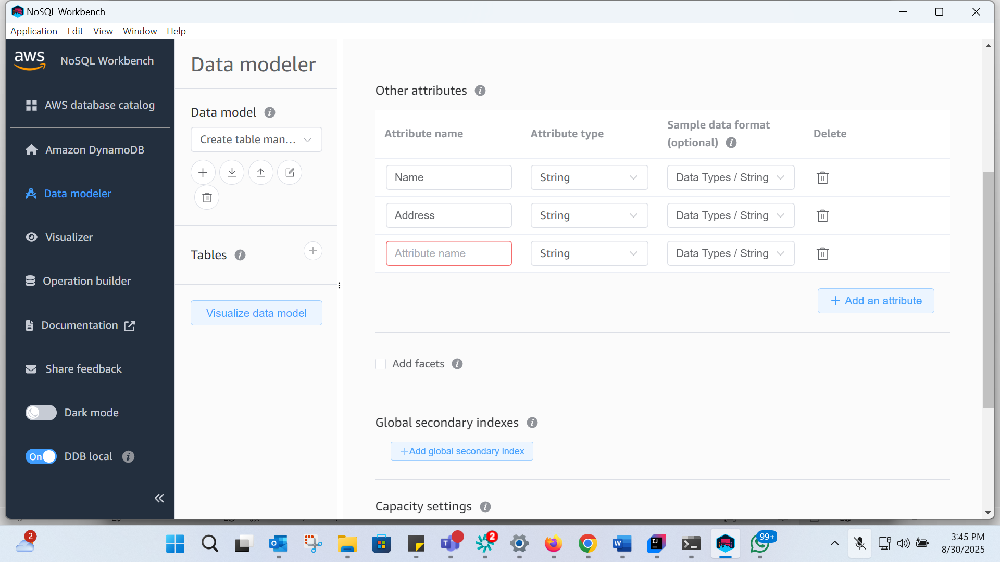 NoSQL Workbench
Application Edit View Window Help
aws NoSQL Workbench
AWS database catalog
Amazon DynamoDB
Data modeler
Visualizer
Operation builder
Documentation
Share feedback
Dark mode
On DDB local
Data modeler
Data model
Create table man...
Tables
Visualize data model
Other attributes
Attribute name Attribute type Sample data format (optional) Delete
Name String Data Types / String
Address String Data Types / String
Attribute name String Data Types / String
+ Add an attribute
Add facets
Global secondary indexes
+Add global secondary index
Capacity settings
2
2
99+
3:45 PM
8/30/2025